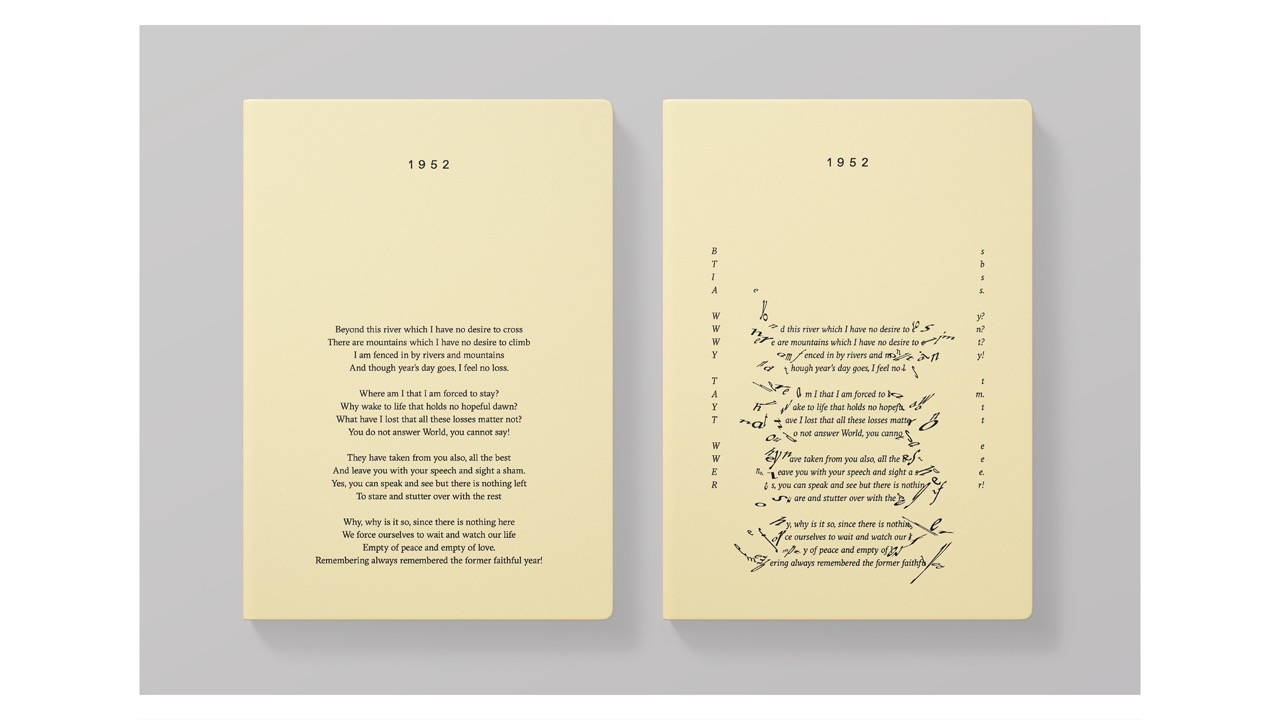 1952
Beyond this river which I have no desire to cross
There are mountains which I have no desire to climb
I am fenced in by rivers and mountains
And though year's day goes, I feel no loss.
Where am I that I am forced to stay?
Why wake to life that holds no hopeful dawn?
What have I lost that all these losses matter not?
You do not answer World, you cannot say!
They have taken from you also, all the best
And leave you with your speech and sight a sham.
Yes, you can speak and see but there is nothing left
To stare and stutter over with the rest
Why, why is it so, since there is nothing here
We force ourselves to wait and watch our life
Empty of peace and empty of love.
Remembering always remembered the former faithful year!
1952
B
T
I
A
W
W
W
Y
T
A
Y
T
W
W
E
R
d this river which I have no desire to
e are mountains which I have no desire to
enced in by rivers and m
hough year's day goes, I feel no l
m I that I am forced to
ake to life that holds no hopef
ave I lost that all these losses matt
o not answer World, you cann
ave taken from you also, all the
eave you with your speech and sight a s
s, you can speak and see but there is nothin
are and stutter over with the
y, why is it so, since there is nothin
ce ourselves to wait and watch our
y of peace and empty of
ering always remembered the former faithf
s
b
s
s.
y?
n?
t?
y!
t
m.
t
t
e
e
e.
r!